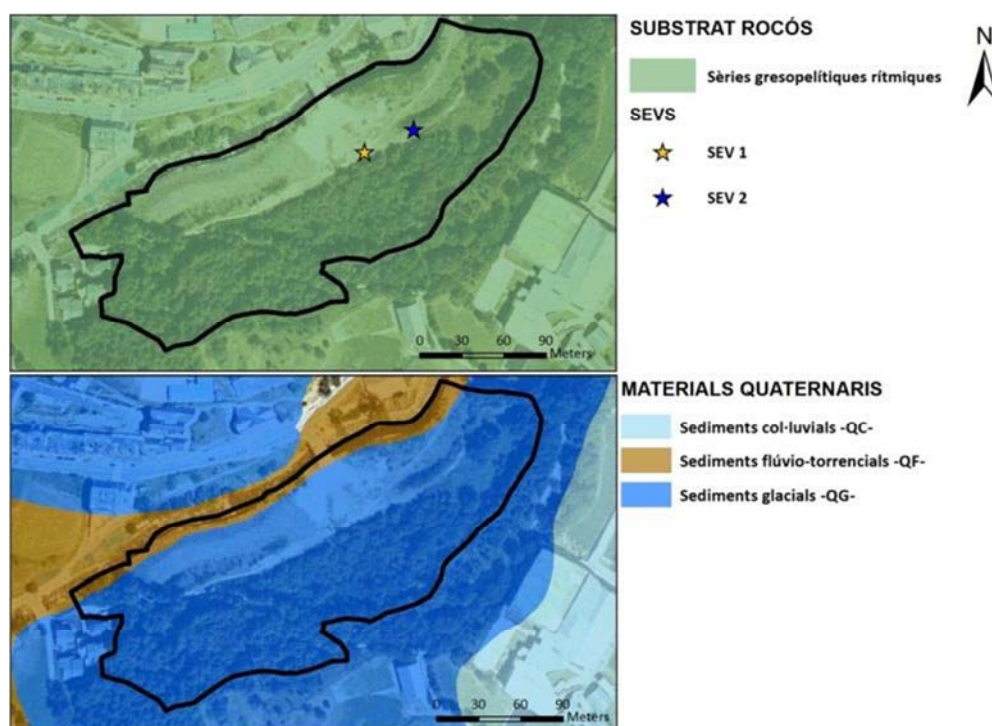 SUBSTRAT ROCÓS
Sèries gresopelítiques rítmiques
SEVS
SEV 1
SEV 2
N
0 30 60 90
Meters
MATERIALS QUATERNARIS
Sediments col·luvials -QC-
Sediments flúvio-torrencials -QF-
Sediments glacials -QG-
0 30 60 90
Meters